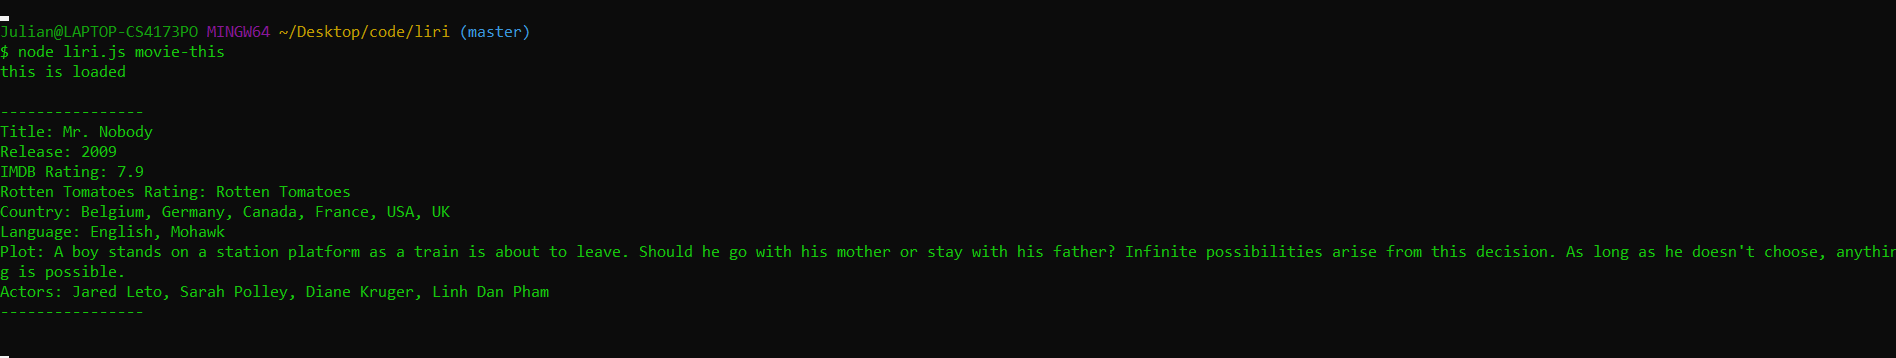 Julian@LAPTOP-CS4173PO MINGW64 ~/Desktop/code/liri (master)
$ node liri.js movie-this
this is loaded
----------------
Title: Mr. Nobody
Release: 2009
IMDB Rating: 7.9
Rotten Tomatoes Rating: Rotten Tomatoes
Country: Belgium, Germany, Canada, France, USA, UK
Language: English, Mohawk
Plot: A boy stands on a station platform as a train is about to leave. Should he go with his mother or stay with his father? Infinite possibilities arise from this decision. As long as he doesn't choose, anythin
g is possible.
Actors: Jared Leto, Sarah Polley, Diane Kruger, Linh Dan Pham
----------------